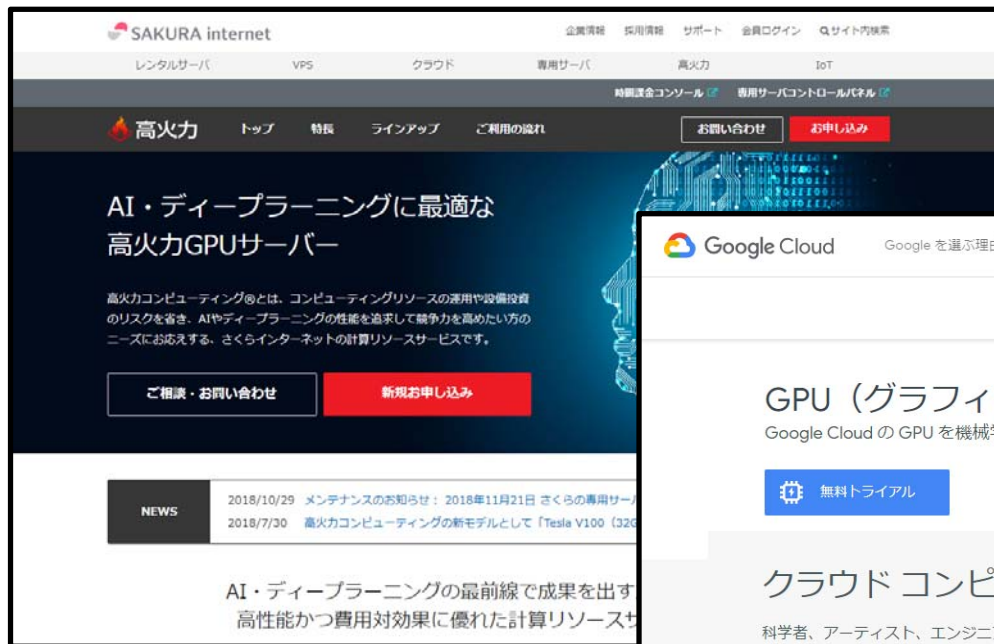 SAKURA internet
企業情報 採用情報 サポート 会員ログイン サイト内検索
レンタルサーバ VPS クラウド 専用サーバ 高火力 IoT
時間課金コンソール 専用サーバコントロールパネル
高火力 トップ 特長 ラインアップ ご利用の流れ お問い合わせ お申し込み
AI・ディープラーニングに最適な
高火力GPUサーバー
高火力コンピューティング®とは、コンピューティングリソースの運用や設備投資
のリスクを省き、AIやディープラーニングの性能を追求して競争力を高めたい方の
ニーズにお応えする、さくらインターネットの計算リソースサービスです。
ご相談・お問い合わせ 新規お申し込み
NEWS
2018/10/29 メンテナンスのお知らせ： 2018年11月21日 さくらの専用サー
2018/7/30 高火力コンピューティングの新モデルとして「Tesla V100（32G
AI・ディープラーニングの最前線で成果を出す
高性能かつ費用対効果に優れた計算リソースサ
Google Cloud Google を選ぶ理由
GPU（グラフィ
Google Cloud の GPU を機械
無料トライアル
クラウド コンピ
科学者、アーティスト、エンジニ